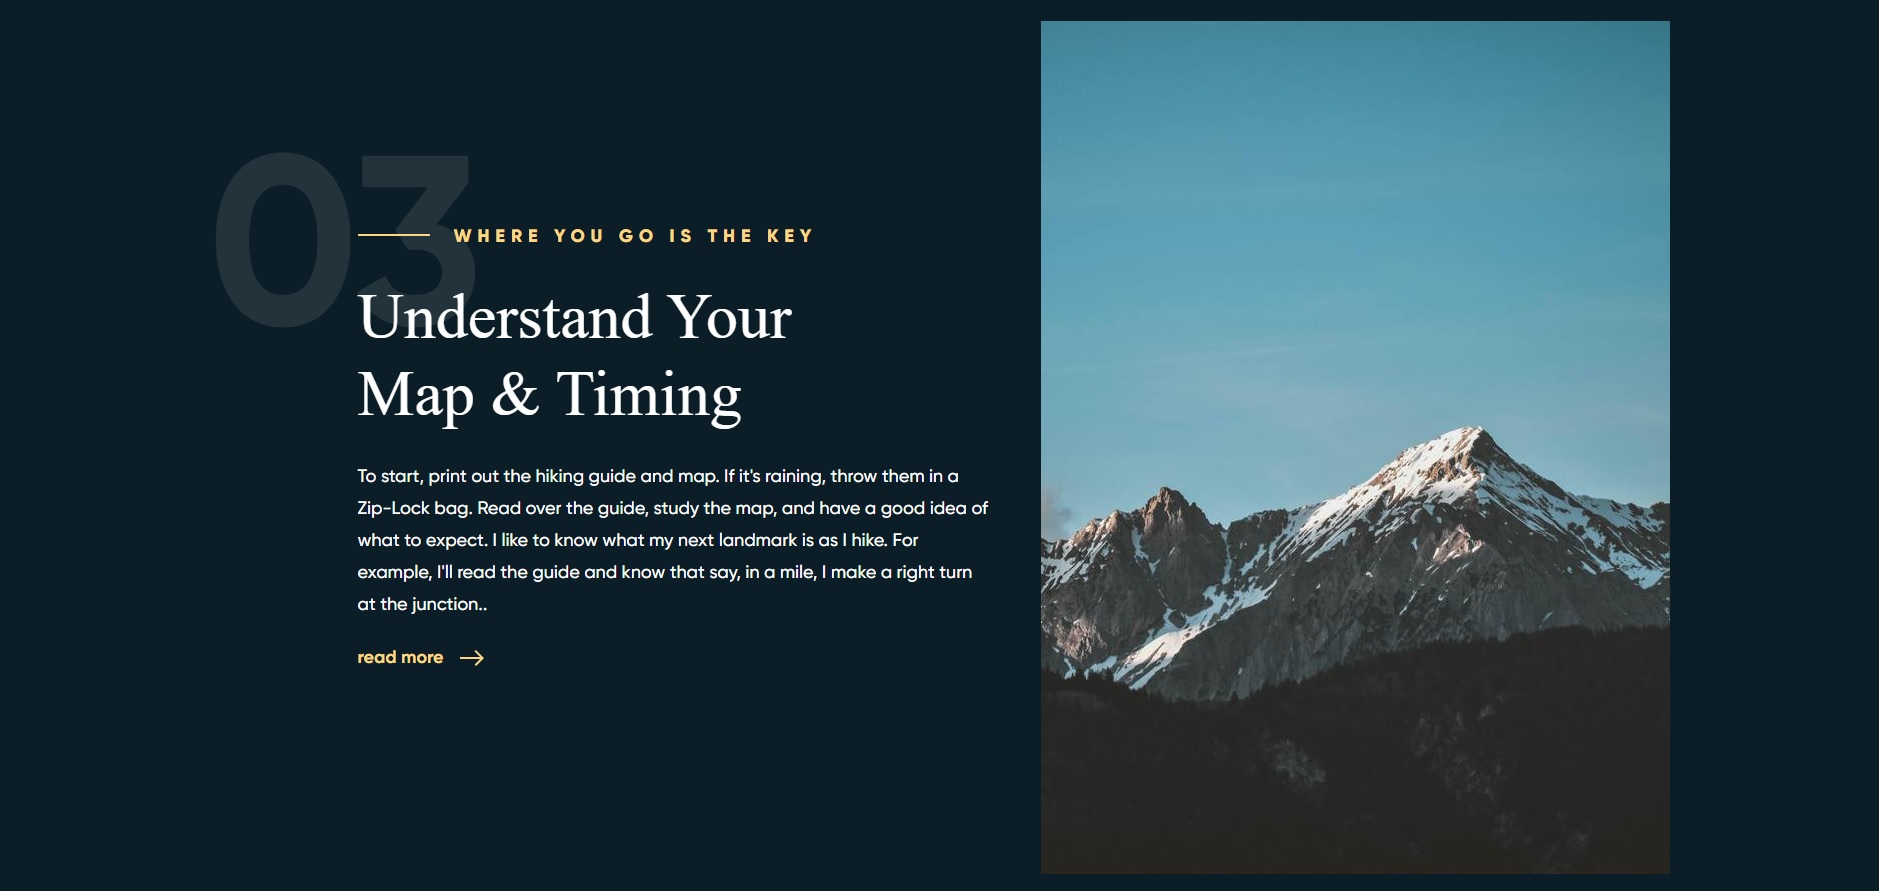 03
WHERE YOU GO IS THE KEY
Understand Your
Map & Timing
To start, print out the hiking guide and map. If it's raining, throw them in a
Zip-Lock bag. Read over the guide, study the map, and have a good idea of
what to expect. I like to know what my next landmark is as I hike. For
example, I'll read the guide and know that say, in a mile, I make a right turn
at the junction..
read more